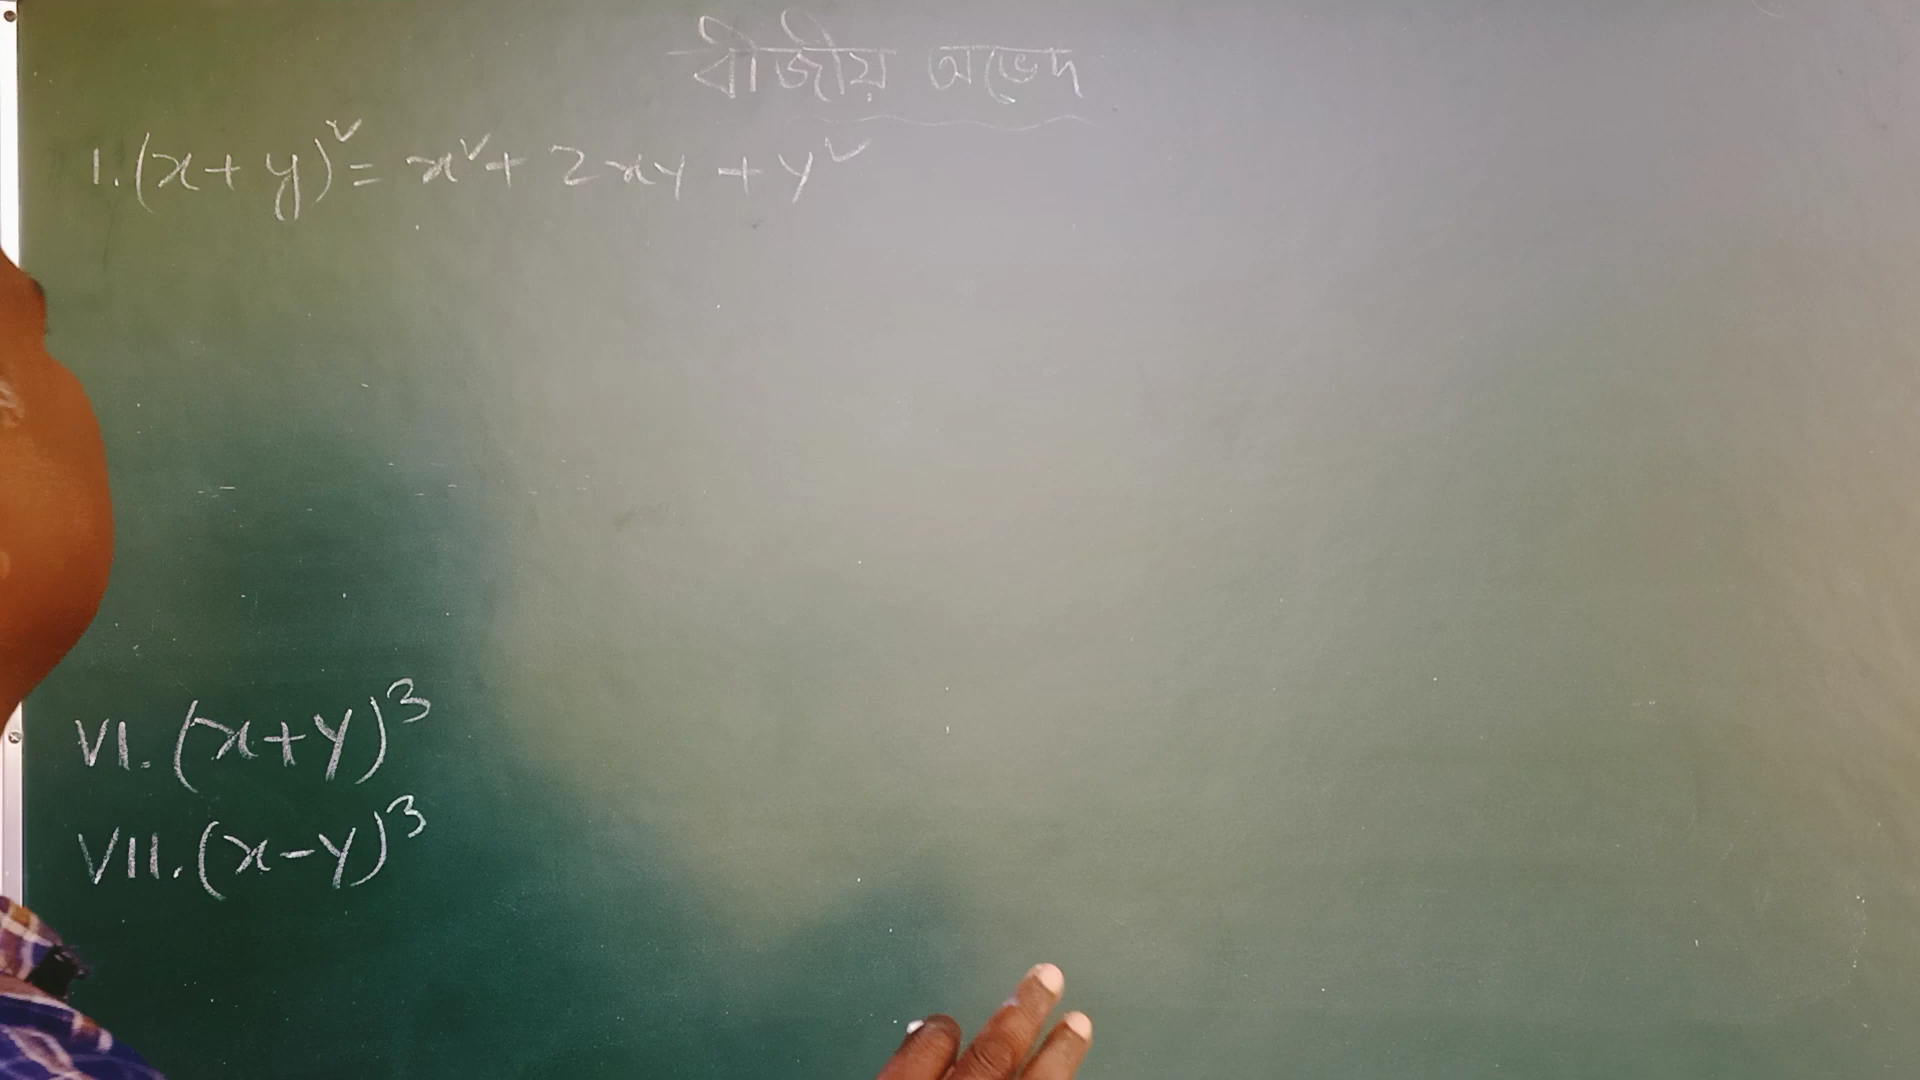 বীজীয় অভেদ
1. (x+y)² = x² + 2xy + y²
VI. (x+y)³
VII. (x-y)³